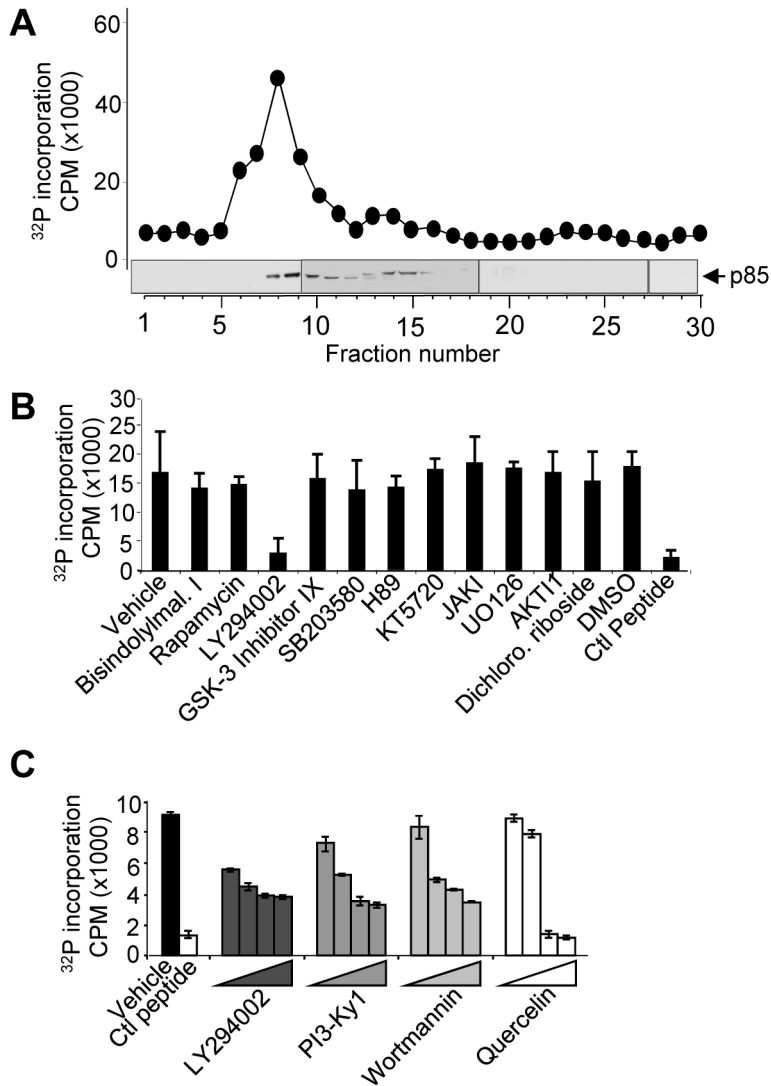 A
³²P incorporation
CPM (x1000)
60
40
20
0
p85
1 5 10 15 20 25 30
Fraction number
B
³²P incorporation
CPM (x1000)
30
25
20
15
10
5
0
Vehicle
Bisindolylmal. I
Rapamycin
LY294002
GSK-3 Inhibitor IX
SB203580
H89
KT5720
JAKI
UO126
AKTI1
Dichloro. riboside
DMSO
Ctl Peptide
C
³²P incorporation
CPM (x1000)
10
8
6
4
2
0
Vehicle
Ctl peptide
LY294002
PI3-Ky1
Wortmannin
Quercelin